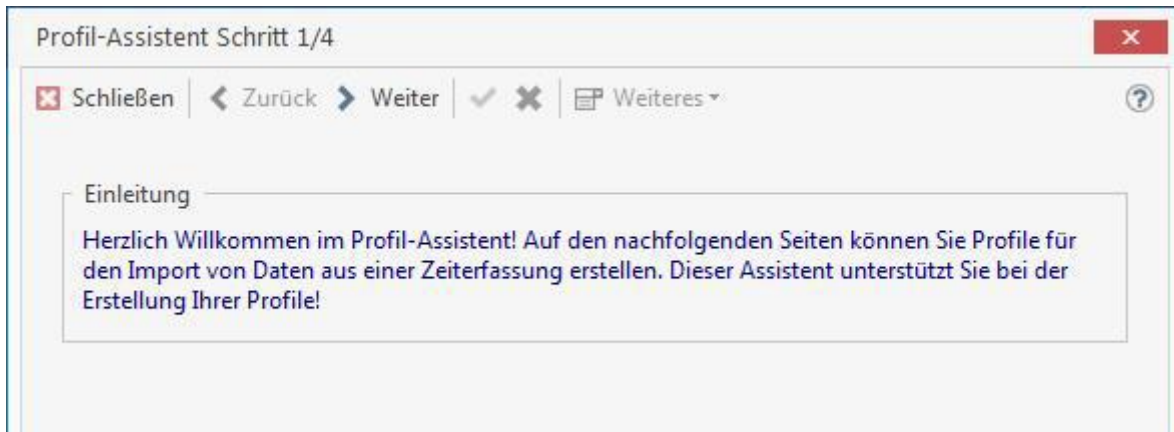 Profil-Assistent Schritt 1/4
Schließen Zurück Weiter Weiteres
Einleitung
Herzlich Willkommen im Profil-Assistent! Auf den nachfolgenden Seiten können Sie Profile für
den Import von Daten aus einer Zeiterfassung erstellen. Dieser Assistent unterstützt Sie bei der
Erstellung Ihrer Profile!